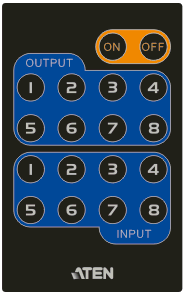 ON OFF
OUTPUT
1 2 3 4
5 6 7 8
1 2 3 4
5 6 7 8
INPUT
ATEN